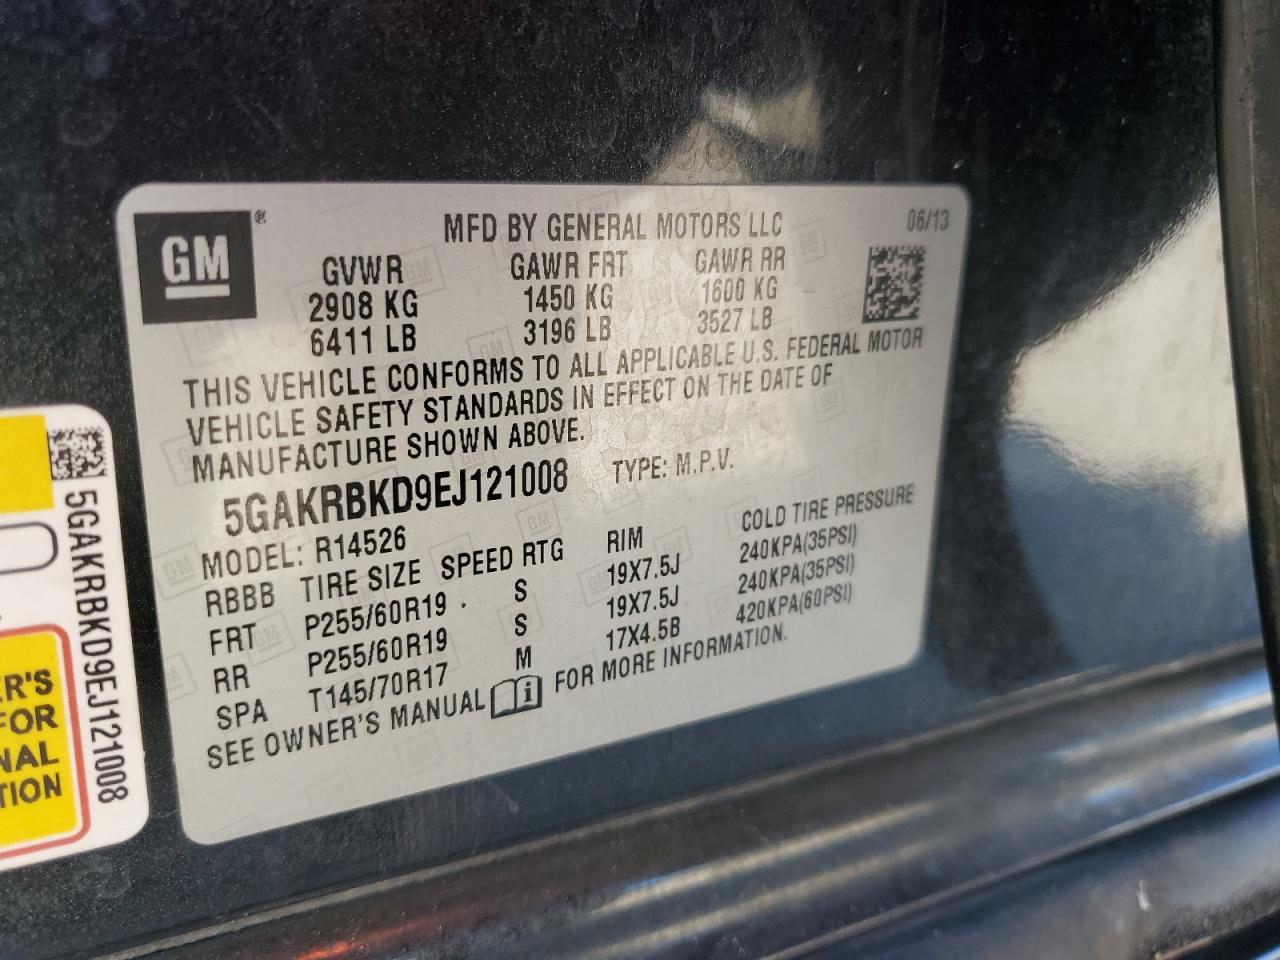 GM ®
MFD BY GENERAL MOTORS LLC
06/13
GVWR GAWR FRT GAWR RR
2908 KG 1450 KG 1600 KG
6411 LB 3196 LB 3527 LB
THIS VEHICLE CONFORMS TO ALL APPLICABLE U.S. FEDERAL MOTOR
VEHICLE SAFETY STANDARDS IN EFFECT ON THE DATE OF
MANUFACTURE SHOWN ABOVE.
5GAKRBKD9EJ121008 TYPE: M.P.V.
MODEL: R14526
RBBB TIRE SIZE SPEED RTG RIM COLD TIRE PRESSURE
FRT P255/60R19 S 19X7.5J 240KPA(35PSI)
RR P255/60R19 S 19X7.5J 240KPA(35PSI)
SPA T145/70R17 M 17X4.5B 420KPA(60PSI)
SEE OWNER'S MANUAL FOR MORE INFORMATION.
5GAKRBKD9EJ121008
ER'S
FOR
NAL
TION